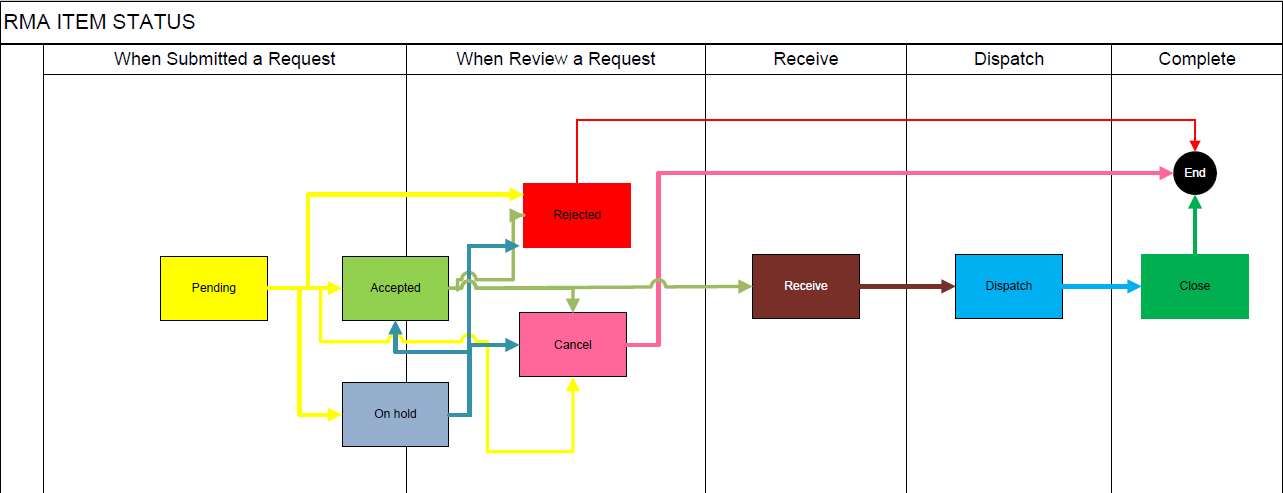 RMA ITEM STATUS
When Submitted a Request
When Review a Request
Receive
Dispatch
Complete
End
Rejected
Pending
Accepted
Receive
Dispatch
Close
Cancel
On hold